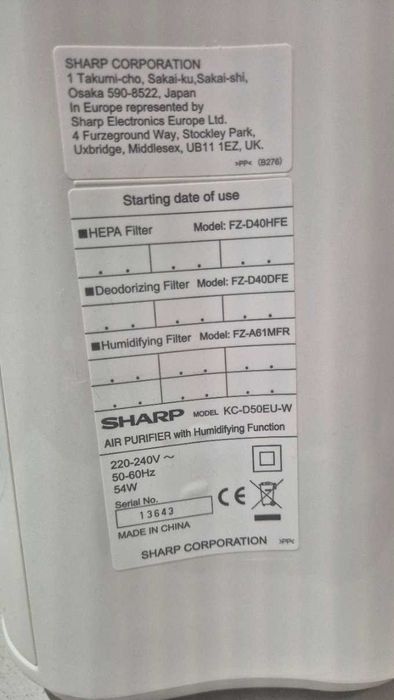 SHARP CORPORATION
1 Takumi-cho, Sakai-ku,Sakai-shi,
Osaka 590-8522, Japan
In Europe represented by
Sharp Electronics Europe Ltd.
4 Furzeground Way, Stockley Park,
Uxbridge, Middlesex, UB11 1EZ, UK.
>PP< (B276)
Starting date of use
■HEPA Filter Model: FZ-D40HFE
■Deodorizing Filter Model: FZ-D40DFE
■Humidifying Filter Model: FZ-A61MFR
SHARP MODEL KC-D50EU-W
AIR PURIFIER with Humidifying Function
220-240V ~
50-60Hz
54W
Serial No.
13643
CE
MADE IN CHINA
SHARP CORPORATION >PP<